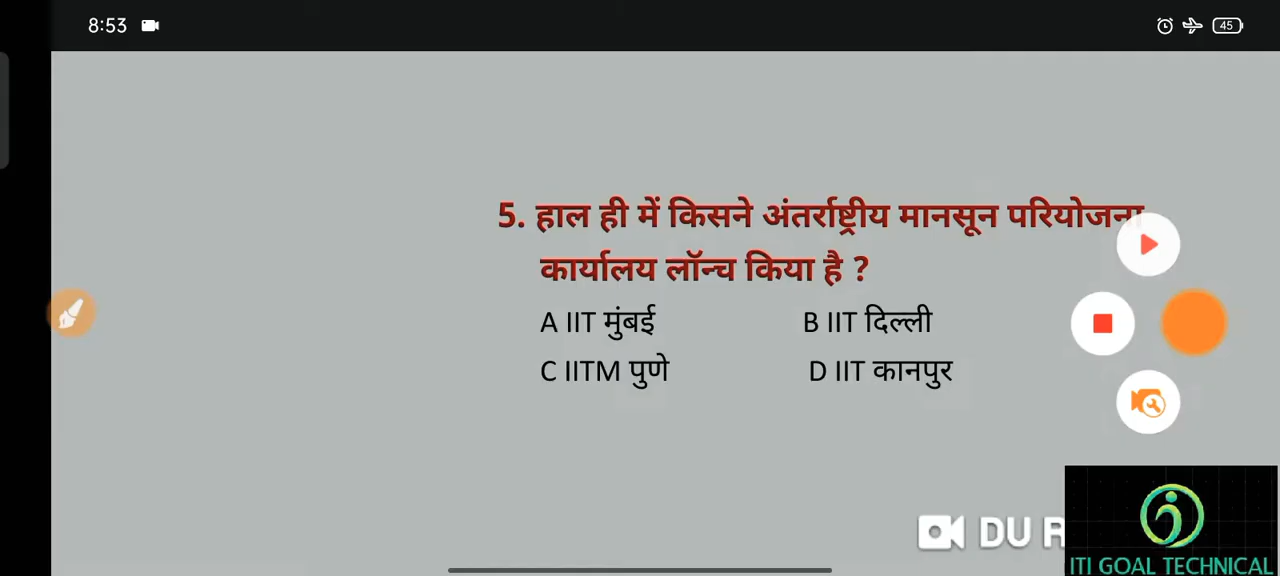 8:53
45
5. हाल ही में किसने अंतर्राष्ट्रीय मानसून परियोजना
कार्यालय लॉन्च किया है ?
A IIT मुंबई B IIT दिल्ली
C IITM पुणे D IIT कानपुर
DU R
ITI GOAL TECHNICAL